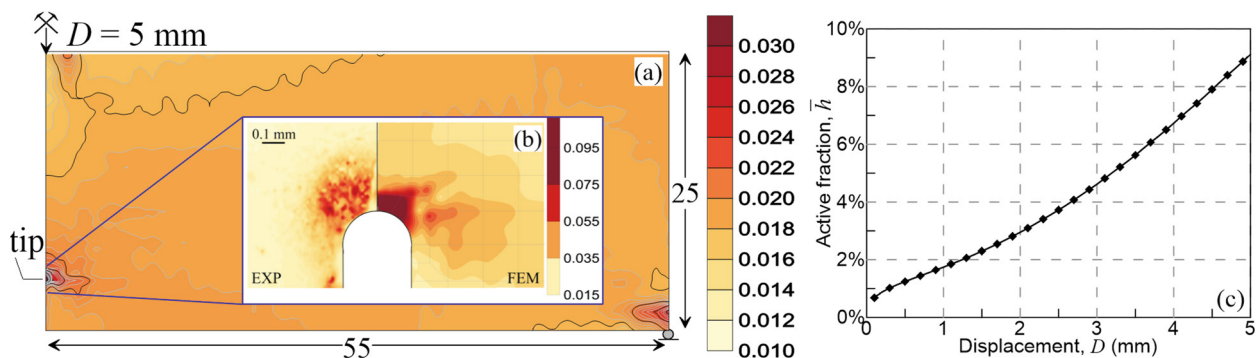 D = 5 mm
(a)
tip
25
55
0.1 mm
(b)
EXP
FEM
0.095
0.075
0.055
0.035
0.015
0.030
0.028
0.026
0.024
0.022
0.020
0.018
0.016
0.014
0.012
0.010
Active fraction, h̅
10%
8%
6%
4%
2%
0%
0 1 2 3 4 5
Displacement, D (mm)
(c)